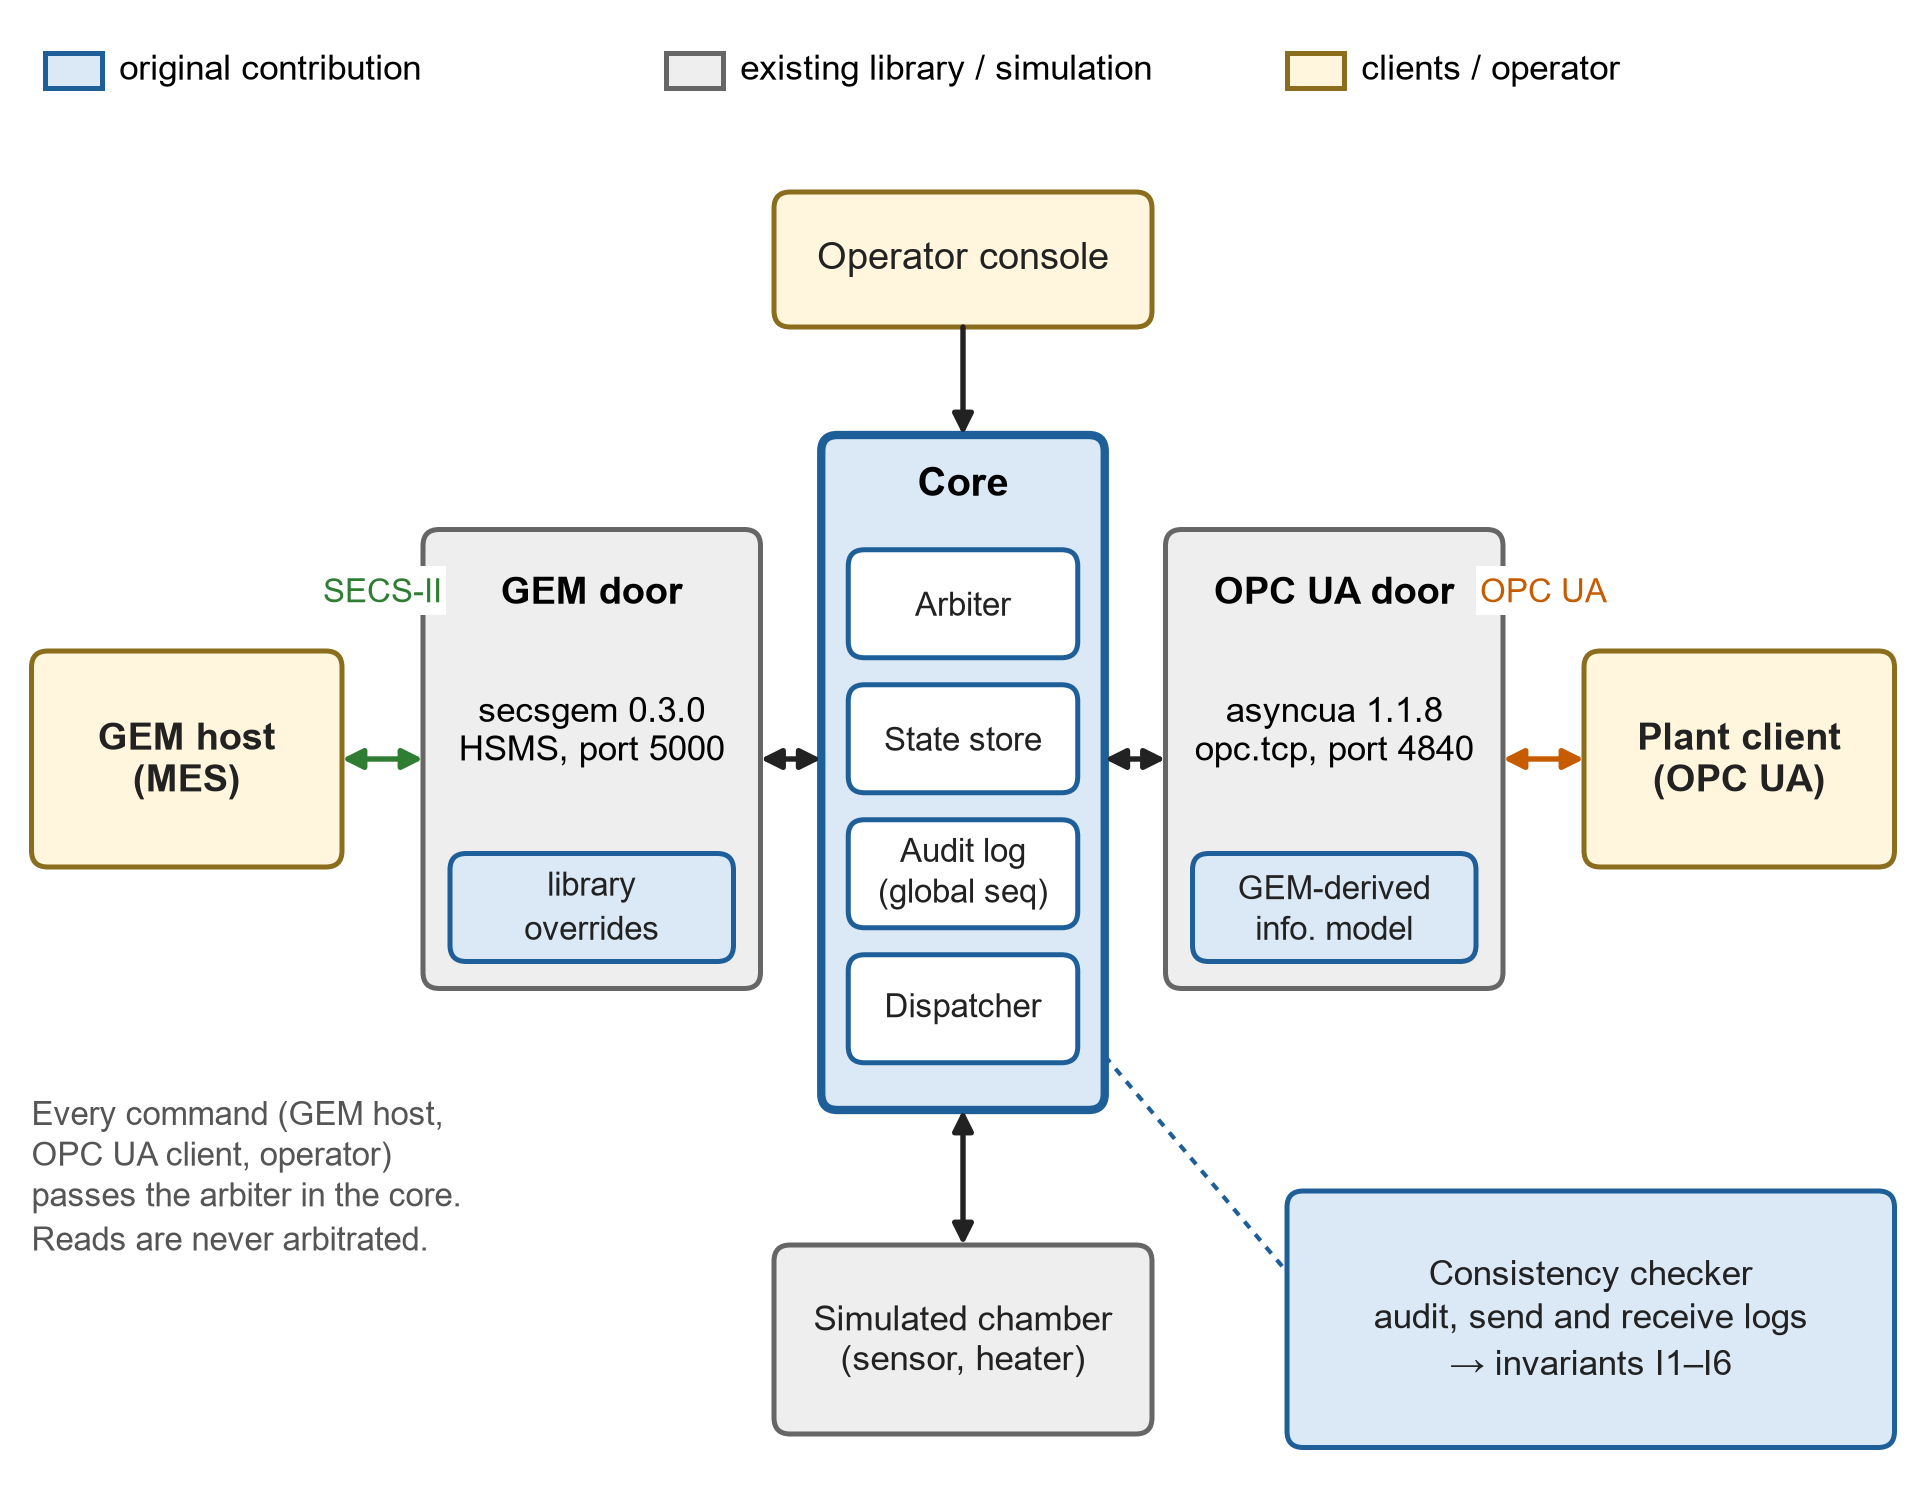 original contribution
existing library / simulation
clients / operator
Operator console
Core
Arbiter
State store
Audit log
(global seq)
Dispatcher
SECS-II
GEM door
secsgem 0.3.0
HSMS, port 5000
library
overrides
OPC UA door
OPC UA
asyncua 1.1.8
opc.tcp, port 4840
GEM-derived
info. model
GEM host
(MES)
Plant client
(OPC UA)
Every command (GEM host,
OPC UA client, operator)
passes the arbiter in the core.
Reads are never arbitrated.
Simulated chamber
(sensor, heater)
Consistency checker
audit, send and receive logs
→ invariants I1–I6